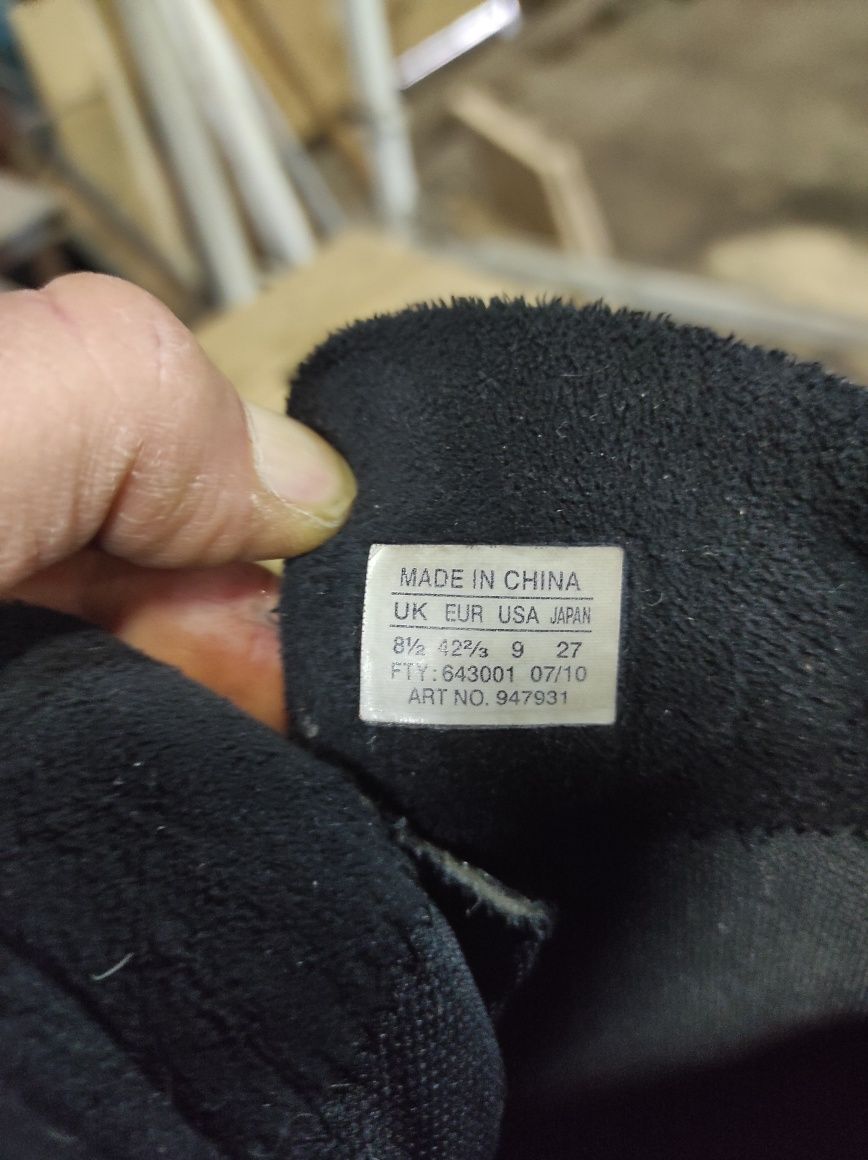 MADE IN CHINA
UK EUR USA JAPAN
8½ 42⅔ 9 27
FTY: 643001 07/10
ART NO. 947931